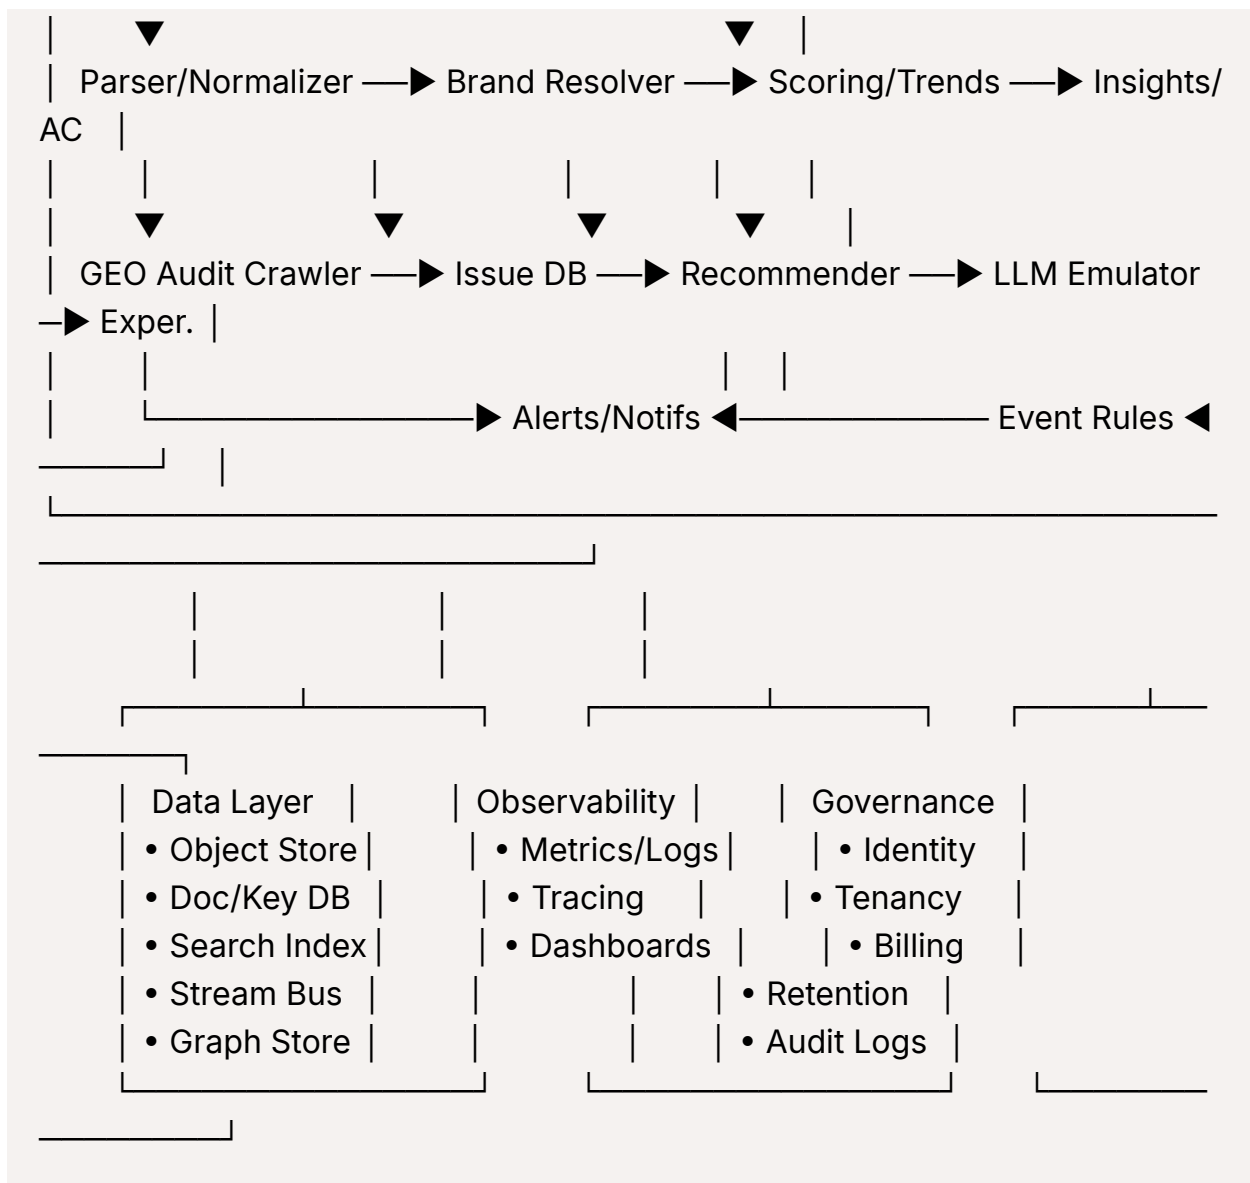 │ ▼ ▼ │
│ Parser/Normalizer ──▶ Brand Resolver ──▶ Scoring/Trends ──▶ Insights/
AC │
│ │ │ │ │ │
│ ▼ ▼ ▼ ▼ │
│ GEO Audit Crawler ──▶ Issue DB ──▶ Recommender ──▶ LLM Emulator
─▶ Exper. │
│ │ │ │
│ └──────────────▶ Alerts/Notifs ◀─────────── Event Rules ◀
─────┘ │
└──────────────────────────────────────────────────
────────────────────────┘
│ │ │
│ │ │
┌───────┴───────┐ ┌───────┴──────┐ ┌─────┴──
──────┐
│ Data Layer │ │ Observability │ │ Governance │
│ • Object Store│ │ • Metrics/Logs│ │ • Identity │
│ • Doc/Key DB │ │ • Tracing │ │ • Tenancy │
│ • Search Index│ │ • Dashboards │ │ • Billing │
│ • Stream Bus │ │ │ │ • Retention │
│ • Graph Store │ │ │ │ • Audit Logs │
└───────────────┘ └───────────────┘ └───────
────────┘